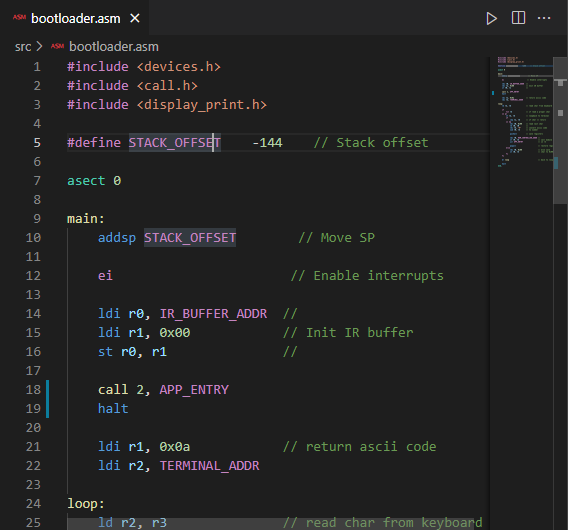 ASM bootloader.asm
src > ASM bootloader.asm
1 #include <devices.h>
2 #include <call.h>
3 #include <display_print.h>
4
5 #define STACK_OFFSET    -144    // Stack offset
6
7 asect 0
8
9 main:
10     addsp STACK_OFFSET        // Move SP
11
12     ei                       // Enable interrupts
13
14     ldi r0, IR_BUFFER_ADDR  //
15     ldi r1, 0x00            // Init IR buffer
16     st r0, r1               //
17
18     call 2, APP_ENTRY
19     halt
20
21     ldi r1, 0x0a            // return ascii code
22     ldi r2, TERMINAL_ADDR
23
24 loop:
25     ld r2, r3               // read char from keyboard